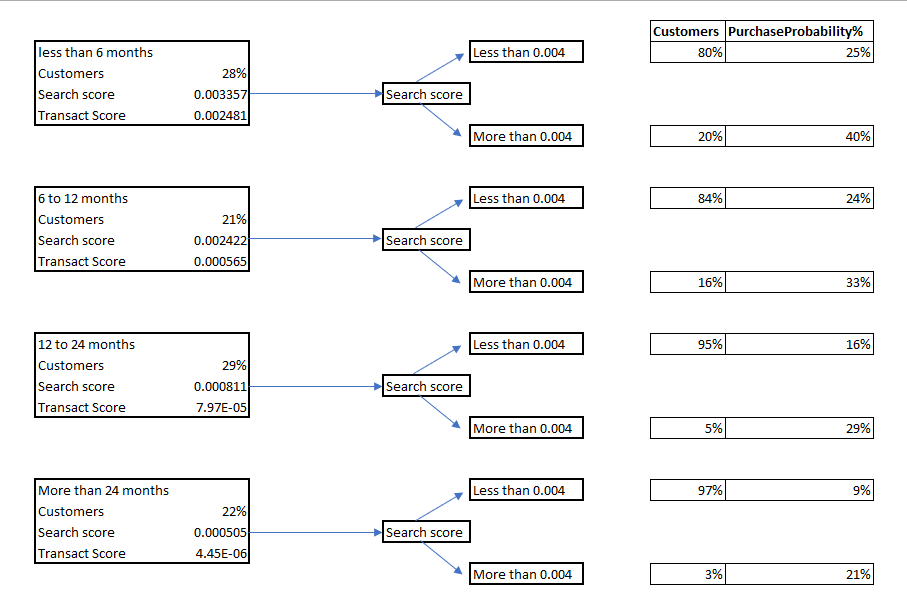 Customers PurchaseProbability%
less than 6 months
Less than 0.004 80% 25%
Customers 28%
Search score 0.003357 Search score
Transact Score 0.002481
More than 0.004 20% 40%
6 to 12 months Less than 0.004 84% 24%
Customers 21%
Search score 0.002422 Search score
Transact Score 0.000565
More than 0.004 16% 33%
12 to 24 months Less than 0.004 95% 16%
Customers 29%
Search score 0.000811 Search score
Transact Score 7.97E-05
More than 0.004 5% 29%
More than 24 months Less than 0.004 97% 9%
Customers 22%
Search score 0.000505 Search score
Transact Score 4.45E-06
More than 0.004 3% 21%